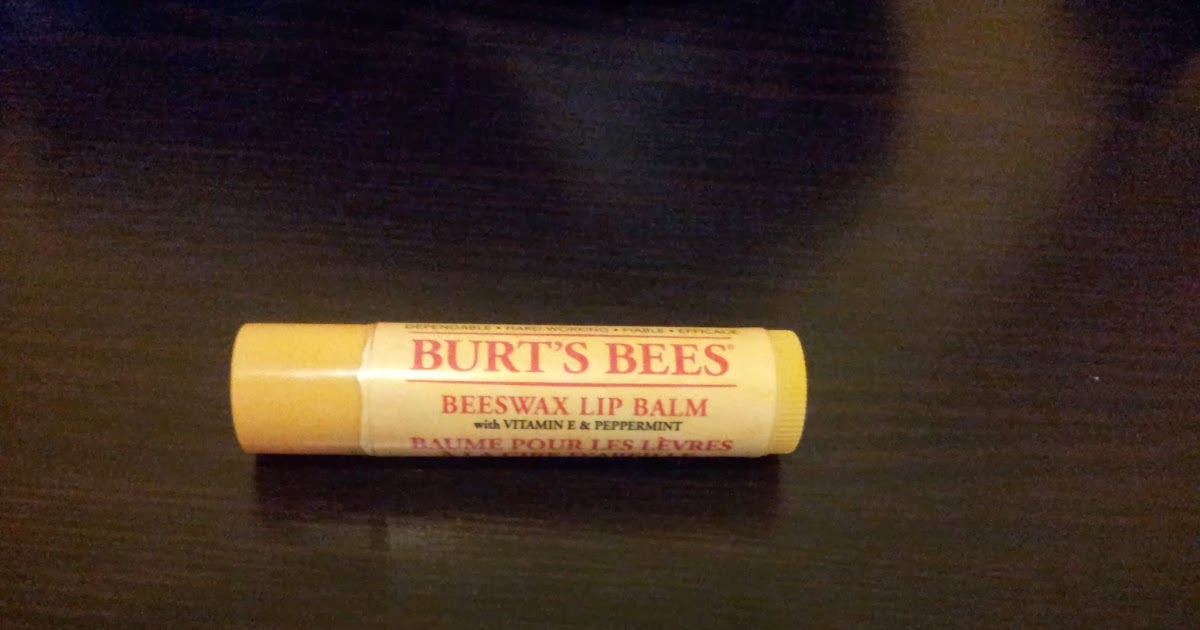 DEPENDABLE • HARD WORKING • FIABLE • EFFICACE
BURT'S BEES®
BEESWAX LIP BALM
with VITAMIN E & PEPPERMINT
BAUME POUR LES LÈVRES